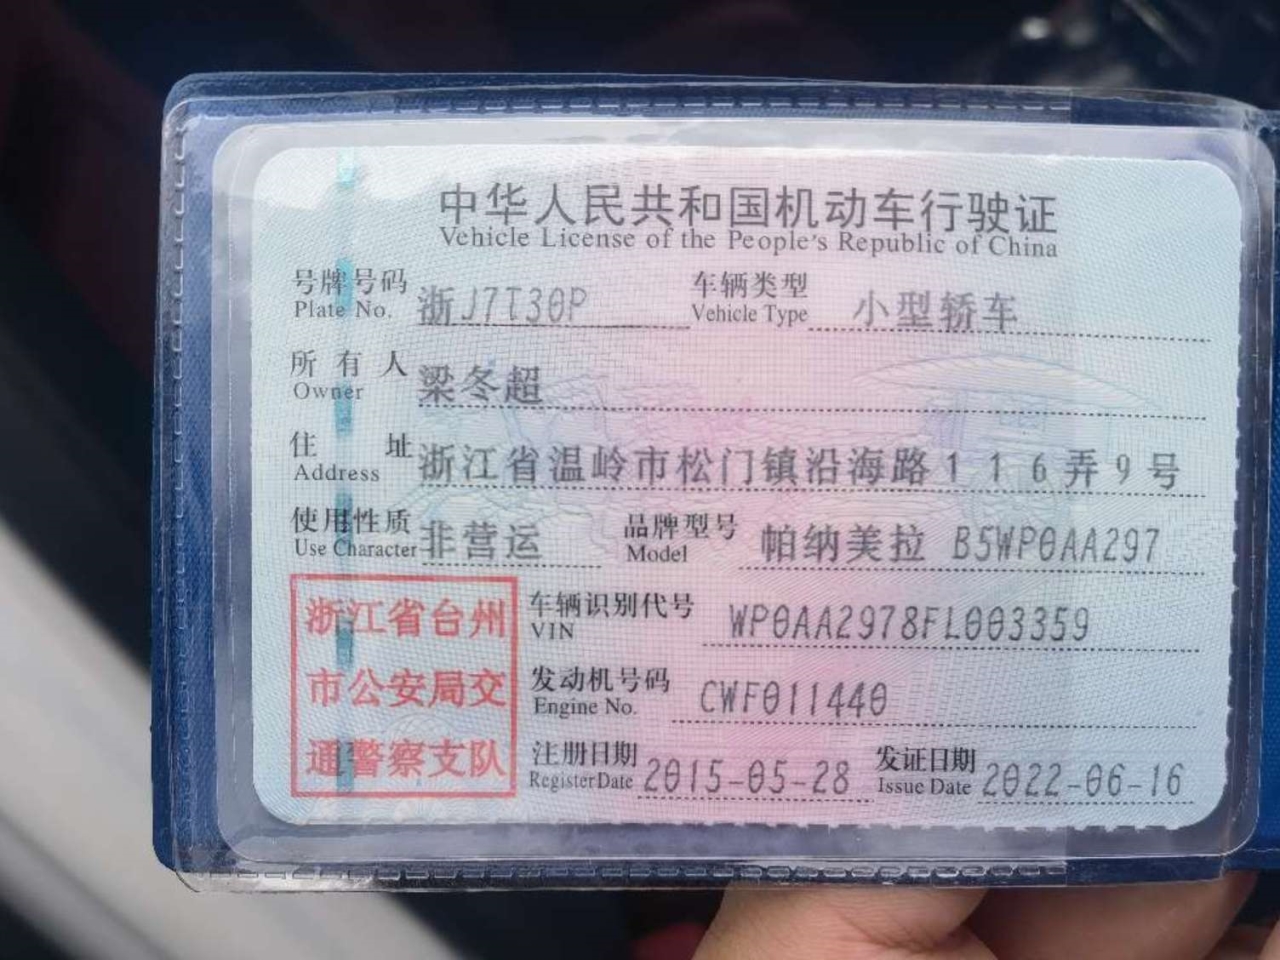 中华人民共和国机动车行驶证
Vehicle License of the People's Republic of China
号牌号码 浙J7T30P 车辆类型 小型轿车
Plate No. Vehicle Type
所有人 梁冬超
Owner
住址 浙江省温岭市松门镇沿海路116弄9号
Address
使用性质 非营运 品牌型号 帕纳美拉 B5WP0AA297
Use Character Model
浙江省台州
市公安局交
通警察支队
车辆识别代号 WP0AA2978FL003359
VIN
发动机号码 CWF011440
Engine No.
注册日期 2015-05-28 发证日期 2022-06-16
Register Date Issue Date